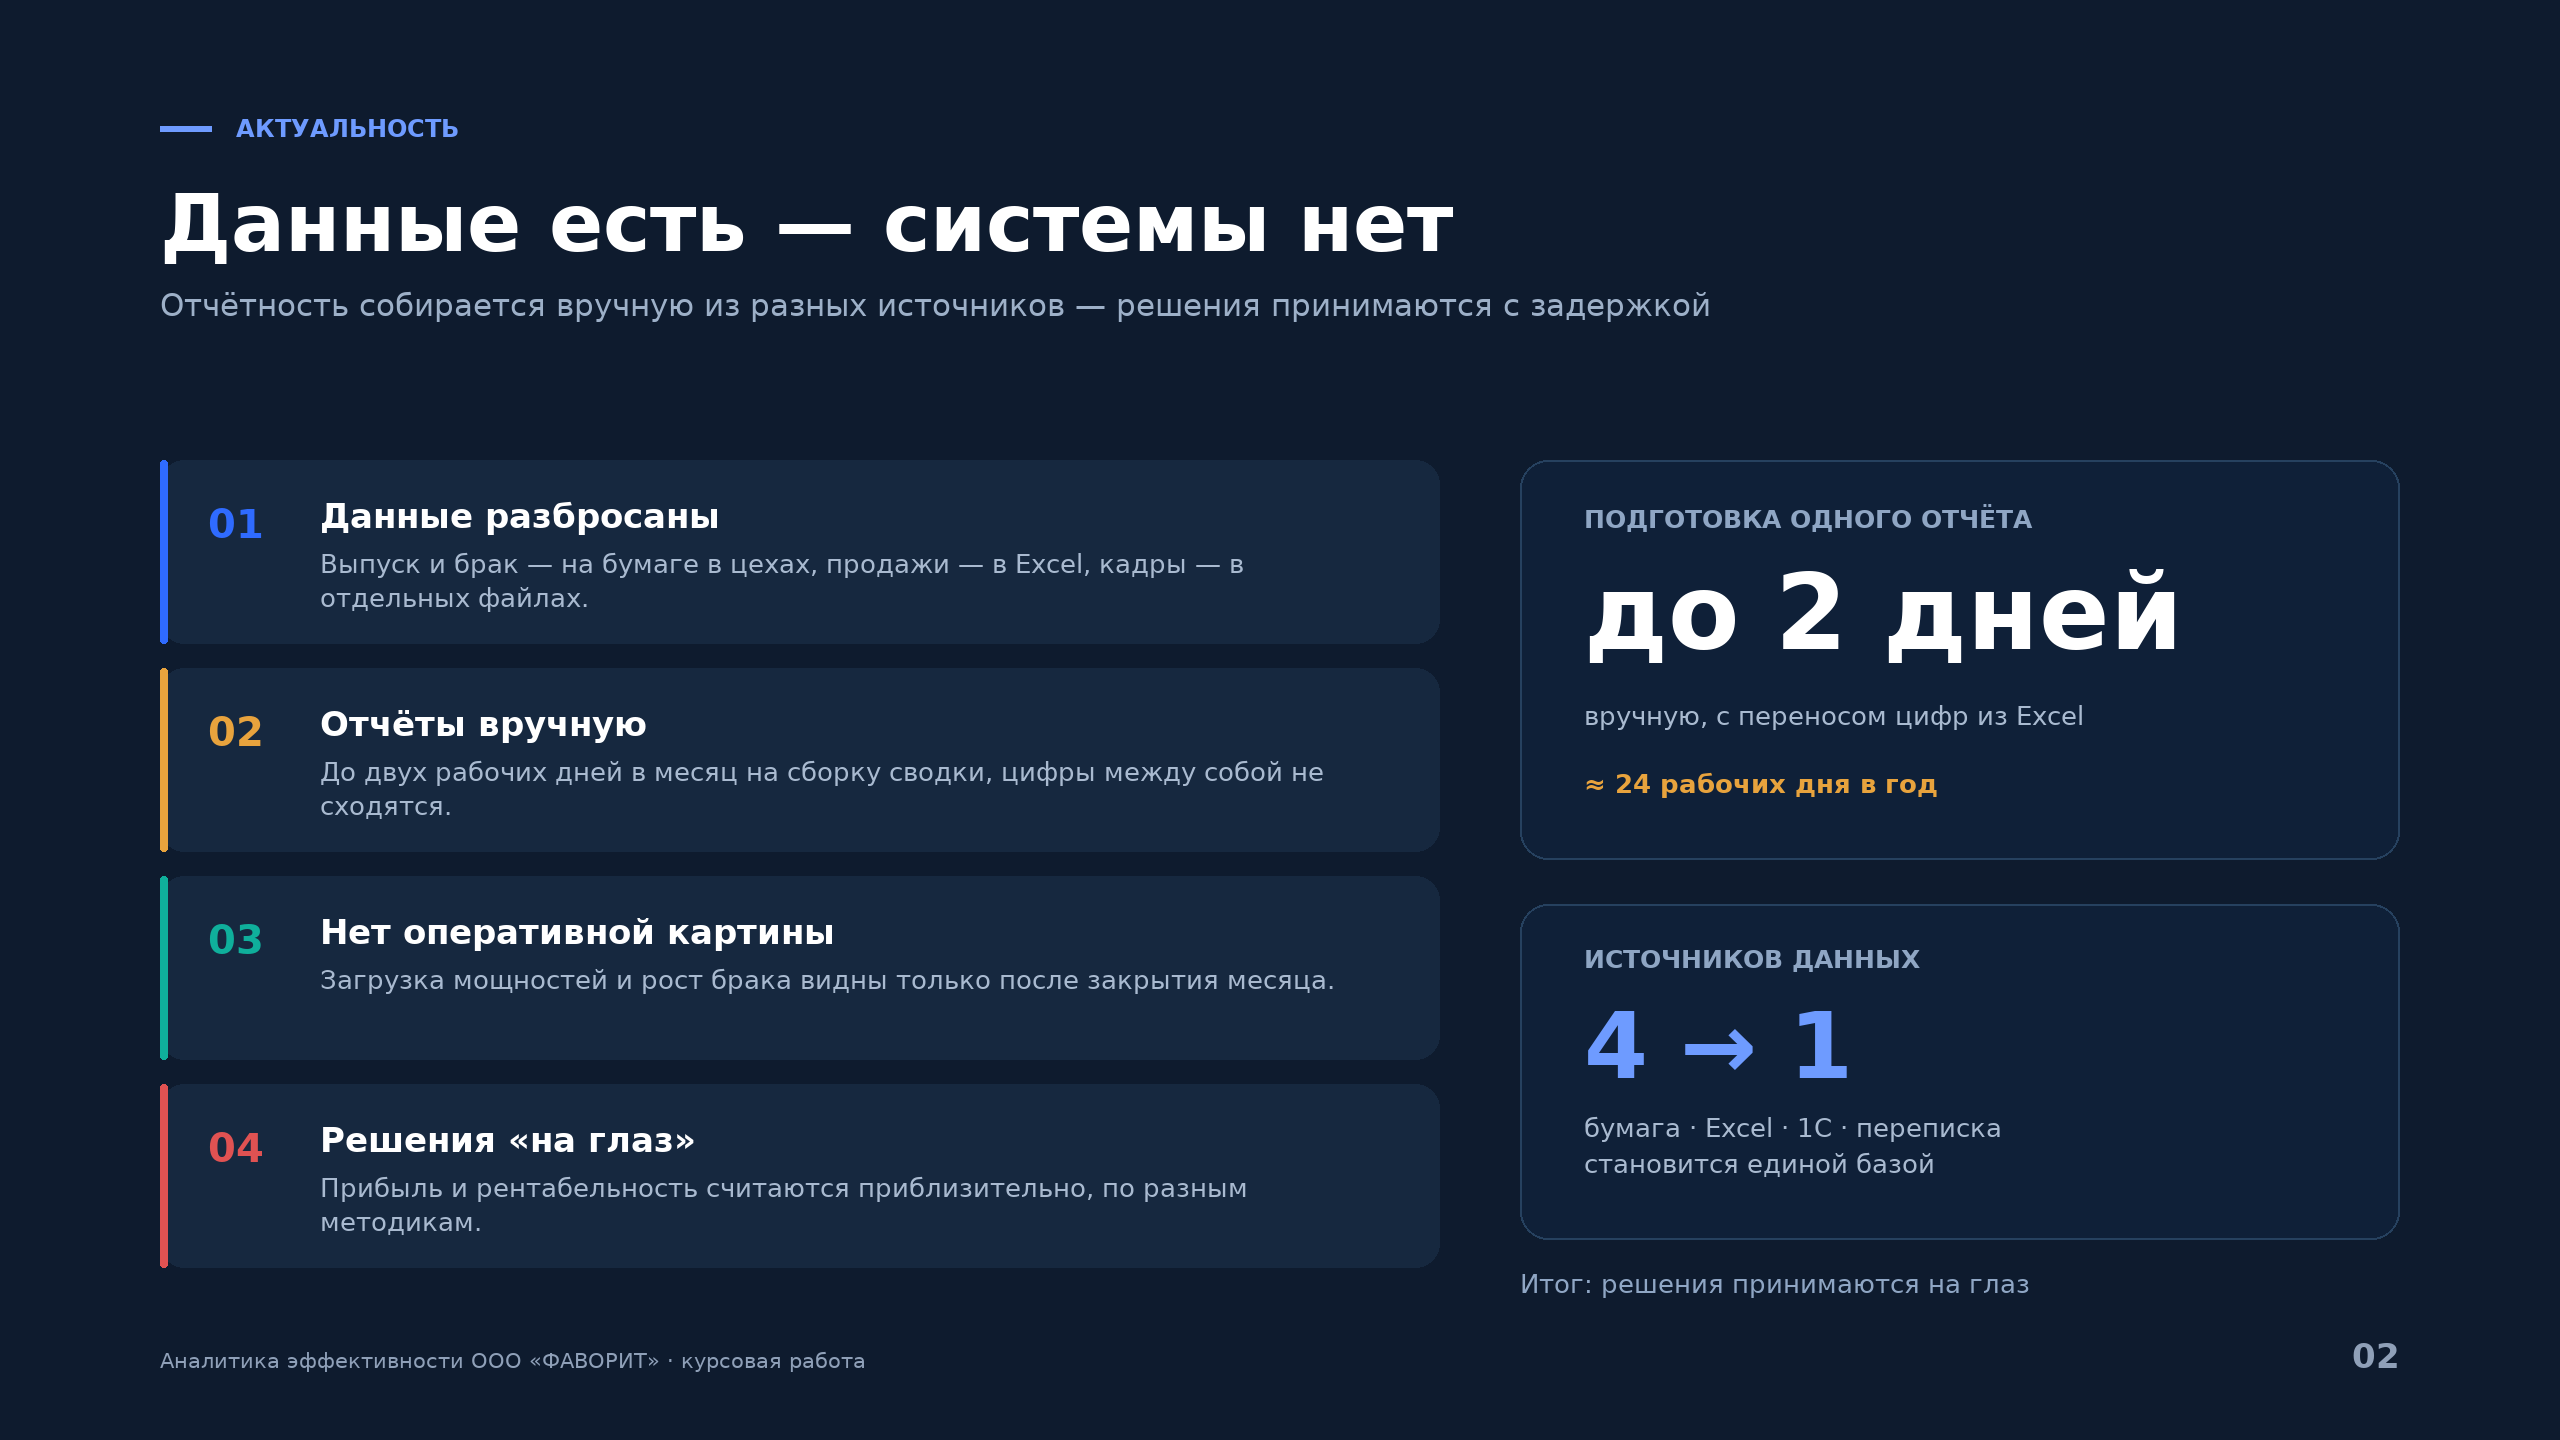 АКТУАЛЬНОСТЬ
Данные есть — системы нет
Отчётность собирается вручную из разных источников — решения принимаются с задержкой
01
Данные разбросаны
Выпуск и брак — на бумаге в цехах, продажи — в Excel, кадры — в
отдельных файлах.
02
Отчёты вручную
До двух рабочих дней в месяц на сборку сводки, цифры между собой не
сходятся.
03
Нет оперативной картины
Загрузка мощностей и рост брака видны только после закрытия месяца.
04
Решения «на глаз»
Прибыль и рентабельность считаются приблизительно, по разным
методикам.
ПОДГОТОВКА ОДНОГО ОТЧЁТА
до 2 дней
вручную, с переносом цифр из Excel
≈ 24 рабочих дня в год
ИСТОЧНИКОВ ДАННЫХ
4 → 1
бумага · Excel · 1С · переписка
становится единой базой
Итог: решения принимаются на глаз
Аналитика эффективности ООО «ФАВОРИТ» · курсовая работа
02